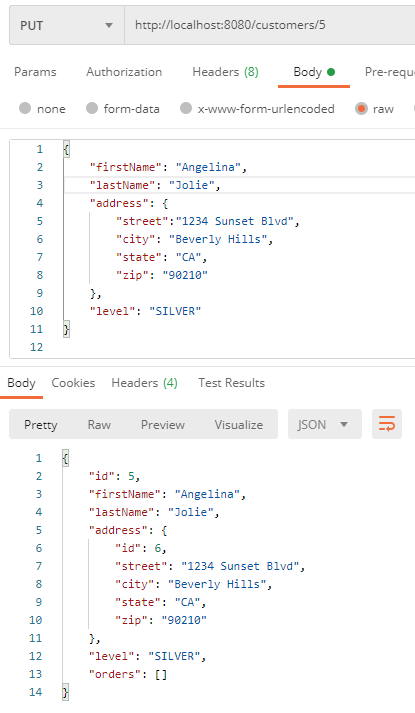 PUT http://localhost:8080/customers/5
Params Authorization Headers (8) Body Pre-requ
none form-data x-www-form-urlencoded raw
1 {
2 "firstName": "Angelina",
3 "lastName": "Jolie",
4 "address": {
5 "street":"1234 Sunset Blvd",
6 "city": "Beverly Hills",
7 "state": "CA",
8 "zip": "90210"
9 },
10 "level": "SILVER"
11 }
12
Body Cookies Headers (4) Test Results
Pretty Raw Preview Visualize JSON
1 {
2 "id": 5,
3 "firstName": "Angelina",
4 "lastName": "Jolie",
5 "address": {
6 "id": 6,
7 "street": "1234 Sunset Blvd",
8 "city": "Beverly Hills",
9 "state": "CA",
10 "zip": "90210"
11 },
12 "level": "SILVER",
13 "orders": []
14 }